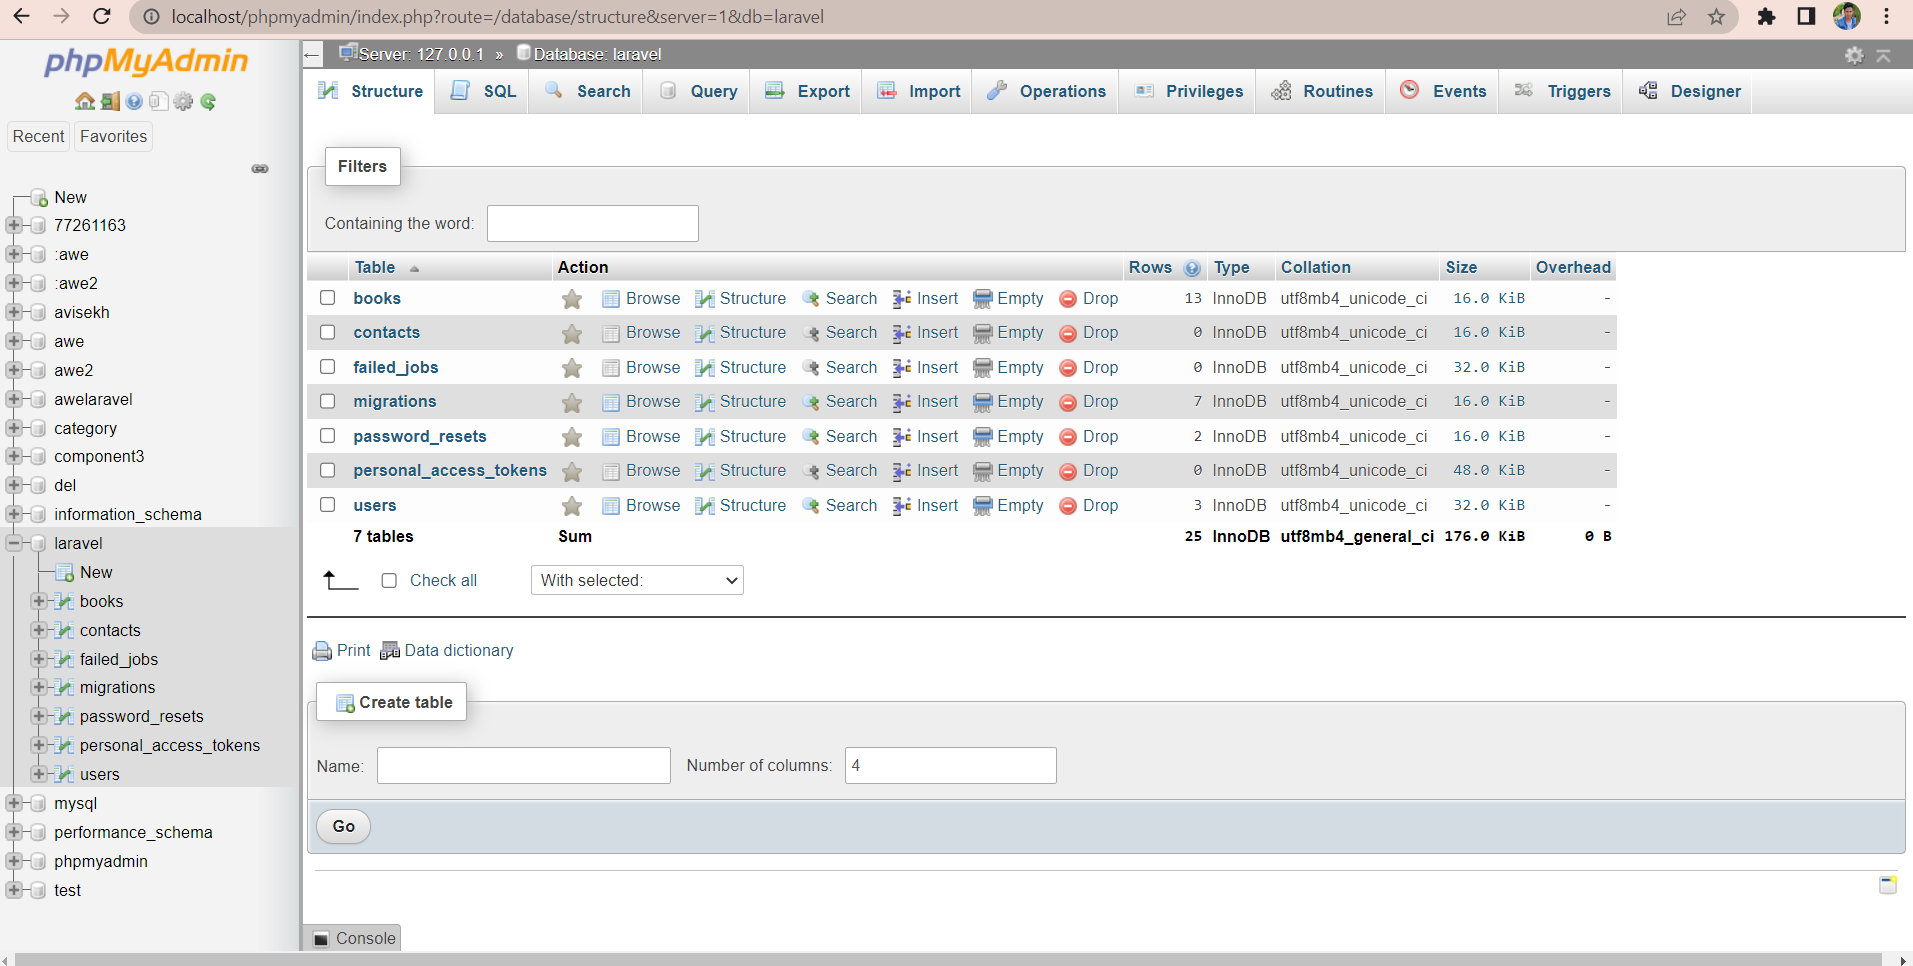 localhost/phpmyadmin/index.php?route=/database/structure&server=1&db=laravel
phpMyAdmin
Recent Favorites
New
77261163
:awe
:awe2
avisekh
awe
awe2
awelaravel
category
component3
del
information_schema
laravel
New
books
contacts
failed_jobs
migrations
password_resets
personal_access_tokens
users
mysql
performance_schema
phpmyadmin
test
Server: 127.0.0.1 » Database: laravel
Structure SQL Search Query Export Import Operations Privileges Routines Events Triggers Designer
Filters
Containing the word:
Table Action Rows Type Collation Size Overhead
books Browse Structure Search Insert Empty Drop 13 InnoDB utf8mb4_unicode_ci 16.0 KiB -
contacts Browse Structure Search Insert Empty Drop 0 InnoDB utf8mb4_unicode_ci 16.0 KiB -
failed_jobs Browse Structure Search Insert Empty Drop 0 InnoDB utf8mb4_unicode_ci 32.0 KiB -
migrations Browse Structure Search Insert Empty Drop 7 InnoDB utf8mb4_unicode_ci 16.0 KiB -
password_resets Browse Structure Search Insert Empty Drop 2 InnoDB utf8mb4_unicode_ci 16.0 KiB -
personal_access_tokens Browse Structure Search Insert Empty Drop 0 InnoDB utf8mb4_unicode_ci 48.0 KiB -
users Browse Structure Search Insert Empty Drop 3 InnoDB utf8mb4_unicode_ci 32.0 KiB -
7 tables Sum 25 InnoDB utf8mb4_general_ci 176.0 KiB 0 B
Check all With selected:
Print Data dictionary
Create table
Name: Number of columns: 4
Go
Console